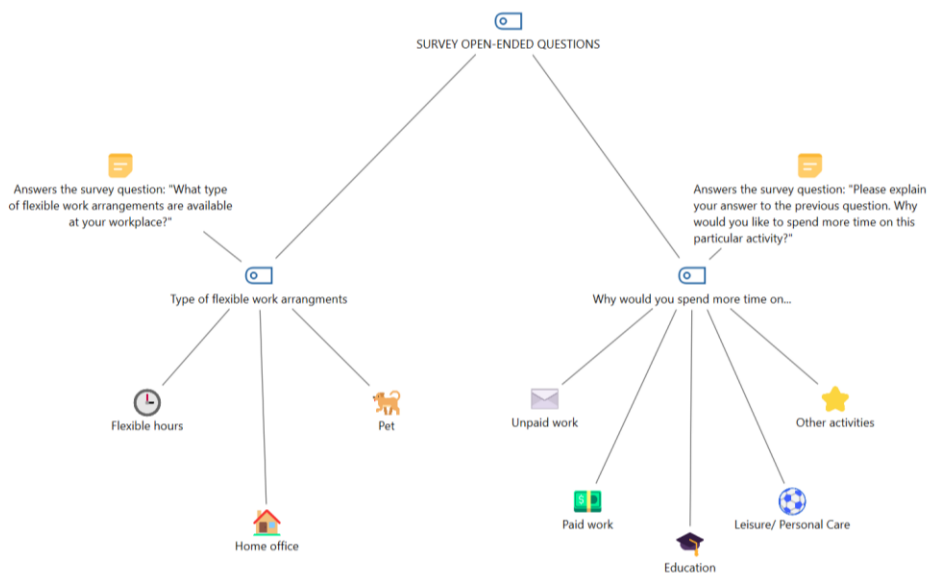 SURVEY OPEN-ENDED QUESTIONS
Answers the survey question: "What type
of flexible work arrangements are available
at your workplace?"
Answers the survey question: "Please explain
your answer to the previous question. Why
would you like to spend more time on this
particular activity?"
Type of flexible work arrangments
Why would you spend more time on...
Flexible hours
Pet
Unpaid work
Other activities
Home office
Paid work
Leisure/ Personal Care
Education